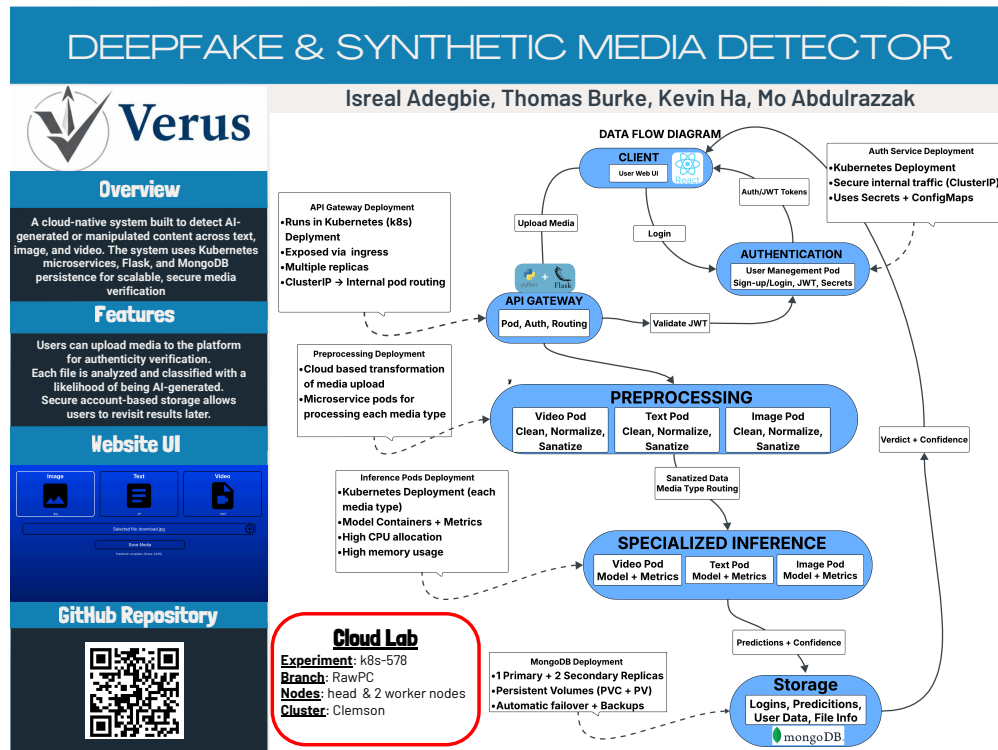 DEEPFAKE & SYNTHETIC MEDIA DETECTOR
Isreal Adegbie, Thomas Burke, Kevin Ha, Mo Abdulrazzak
Verus
Overview
A cloud-native system built to detect AI-
generated or manipulated content across text,
image, and video. The system uses Kubernetes
microservices, Flask, and MongoDB
persistence for scalable, secure media
verification
Features
Users can upload media to the platform
for authenticity verification.
Each file is analyzed and classified with a
likelihood of being AI-generated.
Secure account-based storage allows
users to revisit results later.
Website UI
Image
Text
Video
Selected file: download.jpg
Save Media
GitHub Repository
DATA FLOW DIAGRAM
CLIENT
User Web UI
React
Auth Service Deployment
•Kubernetes Deployment
•Secure internal traffic (ClusterIP)
•Uses Secrets + ConfigMaps
Auth/JWT Tokens
API Gateway Deployment
•Runs in Kubernetes (k8s)
Deplyment
•Exposed via ingress
•Multiple replicas
•ClusterIP → Internal pod routing
Upload Media
Login
AUTHENTICATION
User Manegement Pod
Sign-up/Login, JWT, Secrets
python + Flask
API GATEWAY
Pod, Auth, Routing
Validate JWT
Preprocessing Deployment
•Cloud based transformation
of media upload
•Microservice pods for
processing each media type
,
PREPROCESSING
Video Pod
Clean, Normalize,
Sanatize
Text Pod
Clean, Normalize,
Sanatize
Image Pod
Clean, Normalize,
Sanatize
Verdict + Confidence
Sanatized Data
Media Type Routing
Inference Pods Deployment
•Kubernetes Deployment (each
media type)
•Model Containers + Metrics
•High CPU allocation
•High memory usage
SPECIALIZED INFERENCE
Video Pod
Model + Metrics
Text Pod
Model + Metrics
Image Pod
Model + Metrics
Predictions + Confidence
Cloud Lab
Experiment: k8s-578
Branch: RawPC
Nodes: head & 2 worker nodes
Cluster: Clemson
MongoDB Deployment
•1 Primary + 2 Secondary Replicas
•Persistent Volumes (PVC + PV)
•Automatic failover + Backups
Storage
Logins, Predicitions,
User Data, File Info
mongoDB.